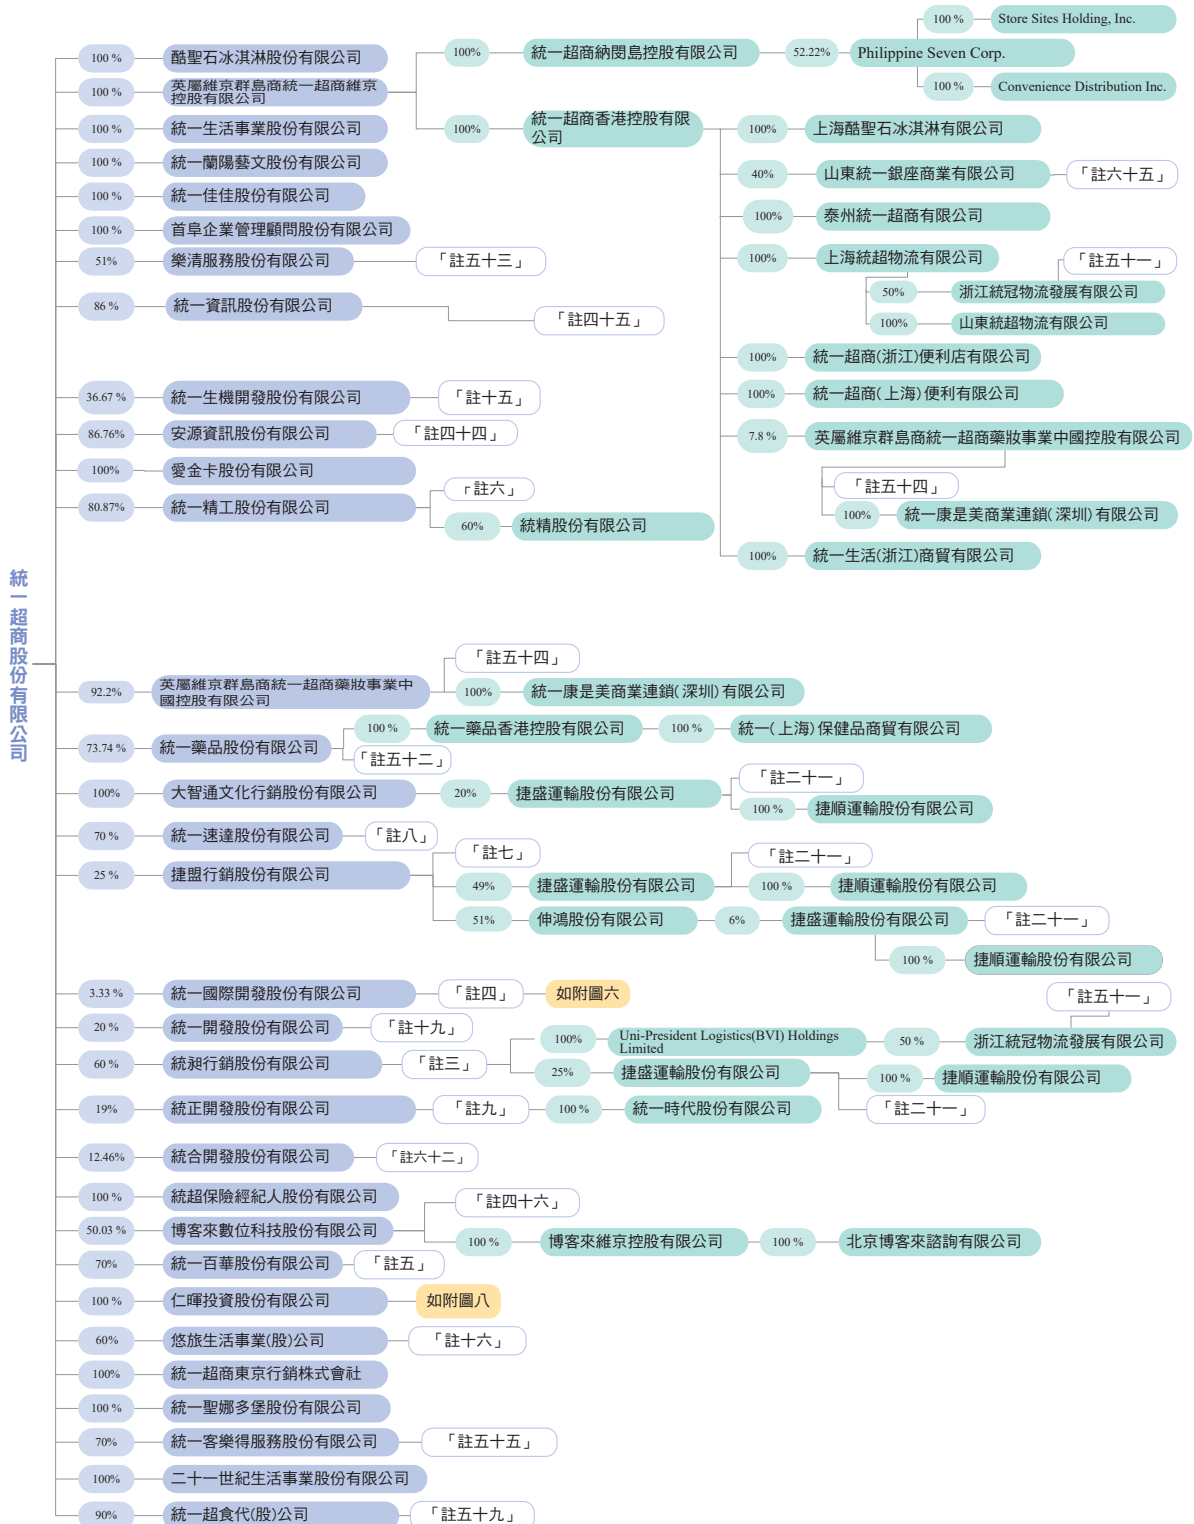 統一超商股份有限公司
100 %
酷聖石冰淇淋股份有限公司
100 %
英屬維京群島商統一超商維京
控股有限公司
100%
統一超商納閩島控股有限公司
52.22%
Philippine Seven Corp.
100 %
Store Sites Holding, Inc.
100 %
Convenience Distribution Inc.
100%
統一超商香港控股有限
公司
100%
上海酷聖石冰淇淋有限公司
40%
山東統一銀座商業有限公司
「註六十五」
100%
泰州統一超商有限公司
100%
上海統超物流有限公司
「註五十一」
50%
浙江統冠物流發展有限公司
100%
山東統超物流有限公司
100%
統一超商(浙江)便利店有限公司
100%
統一超商(上海)便利有限公司
7.8 %
英屬維京群島商統一超商藥妝事業中國控股有限公司
「註五十四」
100%
統一康是美商業連鎖(深圳)有限公司
100%
統一生活(浙江)商貿有限公司
100 %
統一生活事業股份有限公司
100 %
統一蘭陽藝文股份有限公司
100 %
統一佳佳股份有限公司
100 %
首阜企業管理顧問股份有限公司
51%
樂清服務股份有限公司
「註五十三」
86 %
統一資訊股份有限公司
「註四十五」
36.67 %
統一生機開發股份有限公司
「註十五」
86.76%
安源資訊股份有限公司
「註四十四」
100%
愛金卡股份有限公司
80.87%
統一精工股份有限公司
「註六」
60%
統精股份有限公司
92.2%
英屬維京群島商統一超商藥妝事業中
國控股有限公司
「註五十四」
100%
統一康是美商業連鎖(深圳)有限公司
73.74 %
統一藥品股份有限公司
100 %
統一藥品香港控股有限公司
100 %
統一(上海)保健品商貿有限公司
「註五十二」
100%
大智通文化行銷股份有限公司
20%
捷盛運輸股份有限公司
「註二十一」
100 %
捷順運輸股份有限公司
70 %
統一速達股份有限公司
「註八」
25 %
捷盟行銷股份有限公司
「註七」
49%
捷盛運輸股份有限公司
「註二十一」
100 %
捷順運輸股份有限公司
51%
伸鴻股份有限公司
6%
捷盛運輸股份有限公司
「註二十一」
100 %
捷順運輸股份有限公司
3.33 %
統一國際開發股份有限公司
「註四」
如附圖六
20 %
統一開發股份有限公司
「註十九」
60 %
統昶行銷股份有限公司
「註三」
100%
Uni-President Logistics(BVI) Holdings
Limited
50 %
浙江統冠物流發展有限公司
「註五十一」
25%
捷盛運輸股份有限公司
100 %
捷順運輸股份有限公司
「註二十一」
19%
統正開發股份有限公司
「註九」
100 %
統一時代股份有限公司
12.46%
統合開發股份有限公司
「註六十二」
100 %
統超保險經紀人股份有限公司
50.03 %
博客來數位科技股份有限公司
「註四十六」
100 %
博客來維京控股有限公司
100 %
北京博客來諮詢有限公司
70%
統一百華股份有限公司
「註五」
100 %
仁暉投資股份有限公司
如附圖八
60%
悠旅生活事業(股)公司
「註十六」
100%
統一超商東京行銷株式會社
100 %
統一聖娜多堡股份有限公司
70%
統一客樂得服務股份有限公司
「註五十五」
100%
二十一世紀生活事業股份有限公司
90%
統一超食代(股)公司
「註五十九」